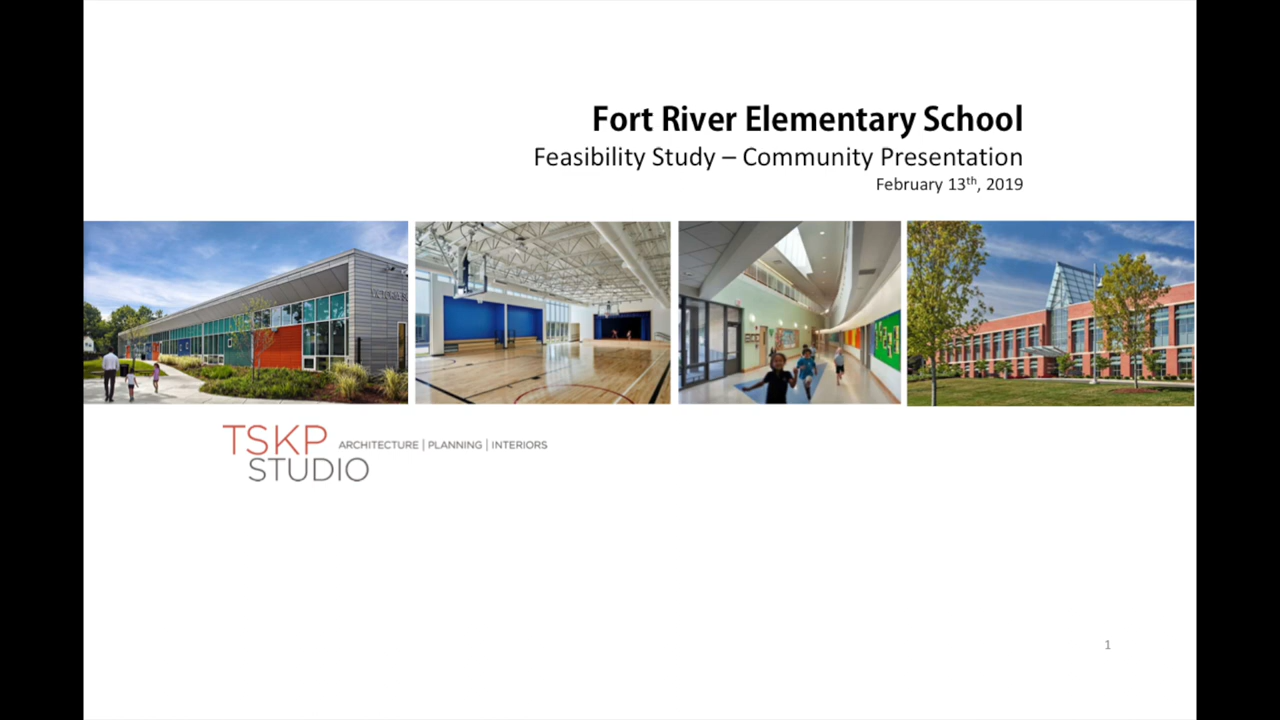 Fort River Elementary School
Feasibility Study – Community Presentation
February 13th, 2019
TSKP
STUDIO
ARCHITECTURE | PLANNING | INTERIORS
1